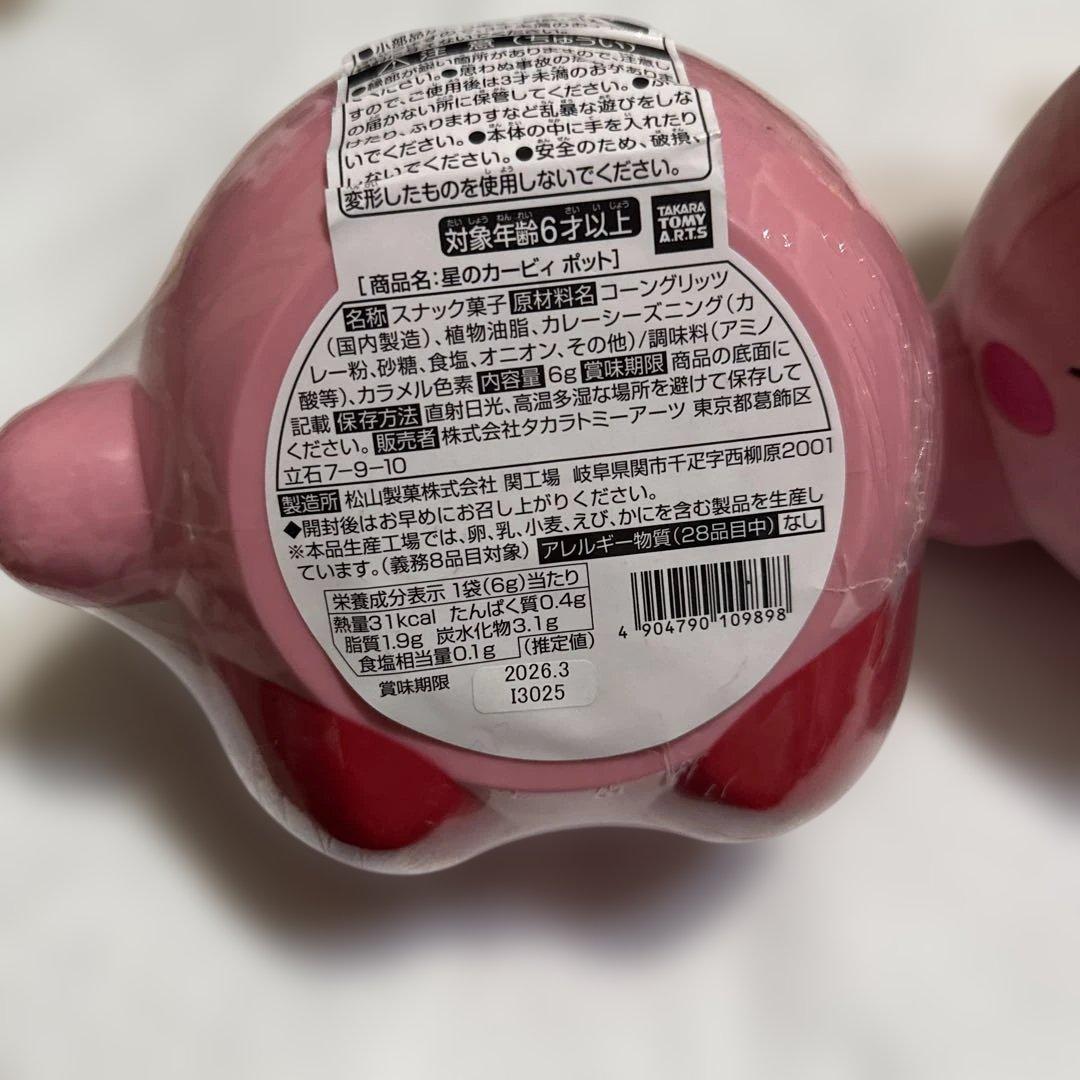 注意(ちゅうい)
ください。●思わぬ事故のため、ご使用後は3才未満のお子
の届かない所に保管してください。
けたり、ふりまわすなど乱暴な遊びをしな
いでください。●本体の中に手を入れたり
しないでください。●安全のため、破損、
変形したものを使用しないでください。
対象年齢6才以上
TAKARA TOMY A.R.T.S
[商品名:星のカービィ ポット]
名称 スナック菓子 原材料名 コーングリッツ
(国内製造)、植物油脂、カレーシーズニング(カ
レー粉、砂糖、食塩、オニオン、その他)/調味料(アミノ
酸等)、カラメル色素 内容量 6g 賞味期限 商品の底面に
記載 保存方法 直射日光、高温多湿な場所を避けて保存して
ください。 販売者 株式会社タカラトミーアーツ 東京都葛飾区
立石7-9-10
製造所 松山製菓株式会社 関工場 岐阜県関市千疋字西柳原2001
◆開封後はお早めにお召し上がりください。
※本品生産工場では、卵、乳、小麦、えび、かにを含む製品を生産し
ています。(義務8品目対象) アレルギー物質(28品目中) なし
栄養成分表示 1袋(6g)当たり
熱量31kcal たんぱく質0.4g
脂質1.9g 炭水化物3.1g
食塩相当量0.1g (推定値)
4 904790 109898
賞味期限 2026.3
I3025